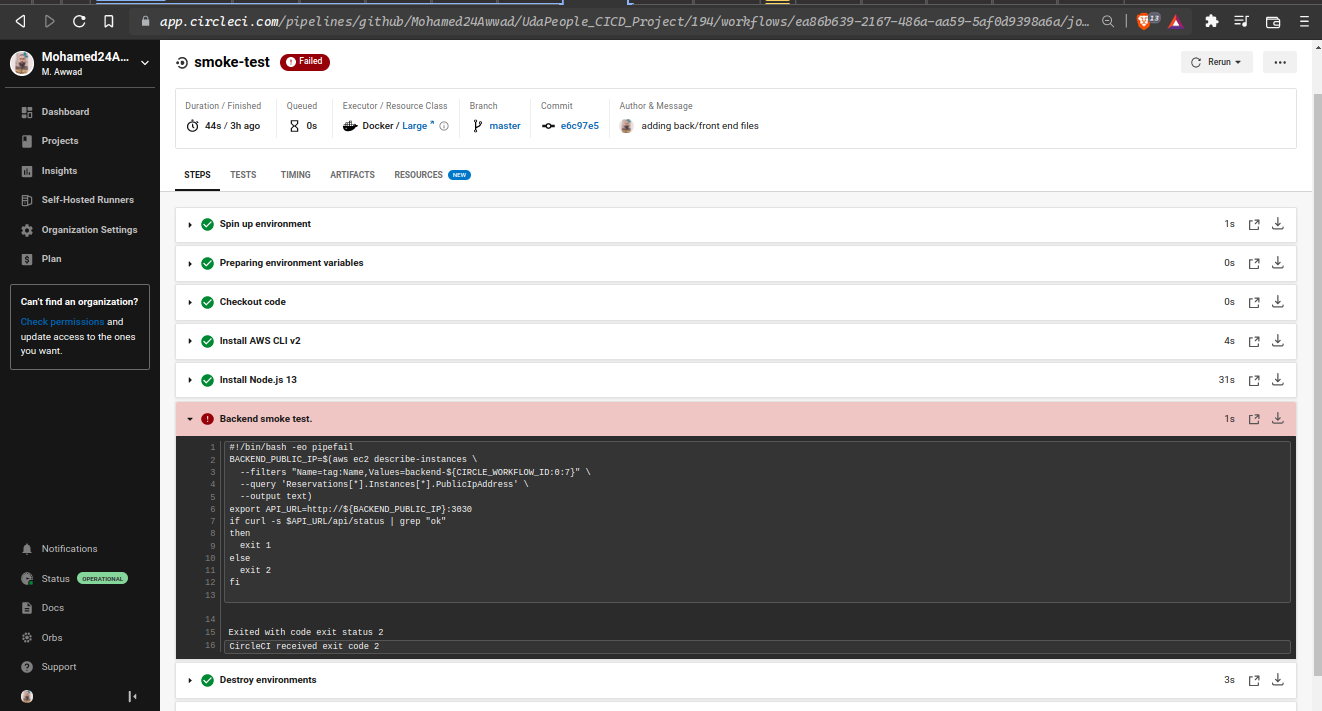 app.circleci.com/pipelines/github/Mohamed24Awwad/UdaPeople_CICD_Project/194/workflows/ea86b639-2167-486a-aa59-5af0d9398a6a/jo…
13
Mohamed24A...
M. Awwad
Dashboard
Projects
Insights
Self-Hosted Runners
Organization Settings
Plan
Can't find an organization?
Check permissions and
update access to the ones
you want.
Notifications
Status OPERATIONAL
Docs
Orbs
Support
smoke-test Failed
Rerun
Duration / Finished
44s / 3h ago
Queued
0s
Executor / Resource Class
Docker / Large
Branch
master
Commit
e6c97e5
Author & Message
adding back/front end files
STEPS TESTS TIMING ARTIFACTS RESOURCES NEW
Spin up environment 1s
Preparing environment variables 0s
Checkout code 0s
Install AWS CLI v2 4s
Install Node.js 13 31s
Backend smoke test. 1s
1 #!/bin/bash -eo pipefail
2 BACKEND_PUBLIC_IP=$(aws ec2 describe-instances \
3 --filters "Name=tag:Name,Values=backend-${CIRCLE_WORKFLOW_ID:0:7}" \
4 --query 'Reservations[*].Instances[*].PublicIpAddress' \
5 --output text)
6 export API_URL=http://${BACKEND_PUBLIC_IP}:3030
7 if curl -s $API_URL/api/status | grep "ok"
8 then
9 exit 1
10 else
11 exit 2
12 fi
13
14
15 Exited with code exit status 2
16 CircleCI received exit code 2
Destroy environments 3s